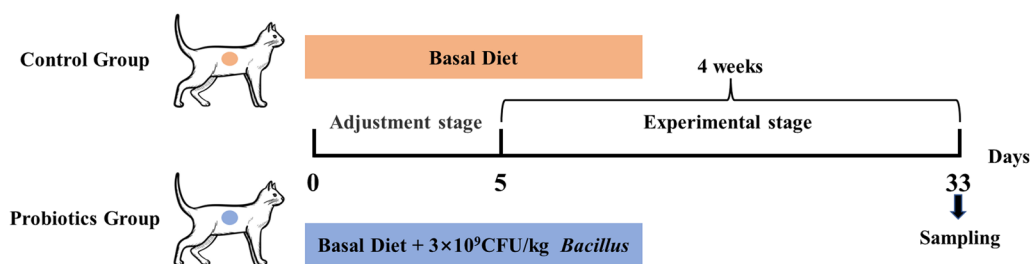 Control Group
Basal Diet
4 weeks
Adjustment stage
Experimental stage
0
5
33
Days
Probiotics Group
Basal Diet + 3×10⁹CFU/kg Bacillus
Sampling